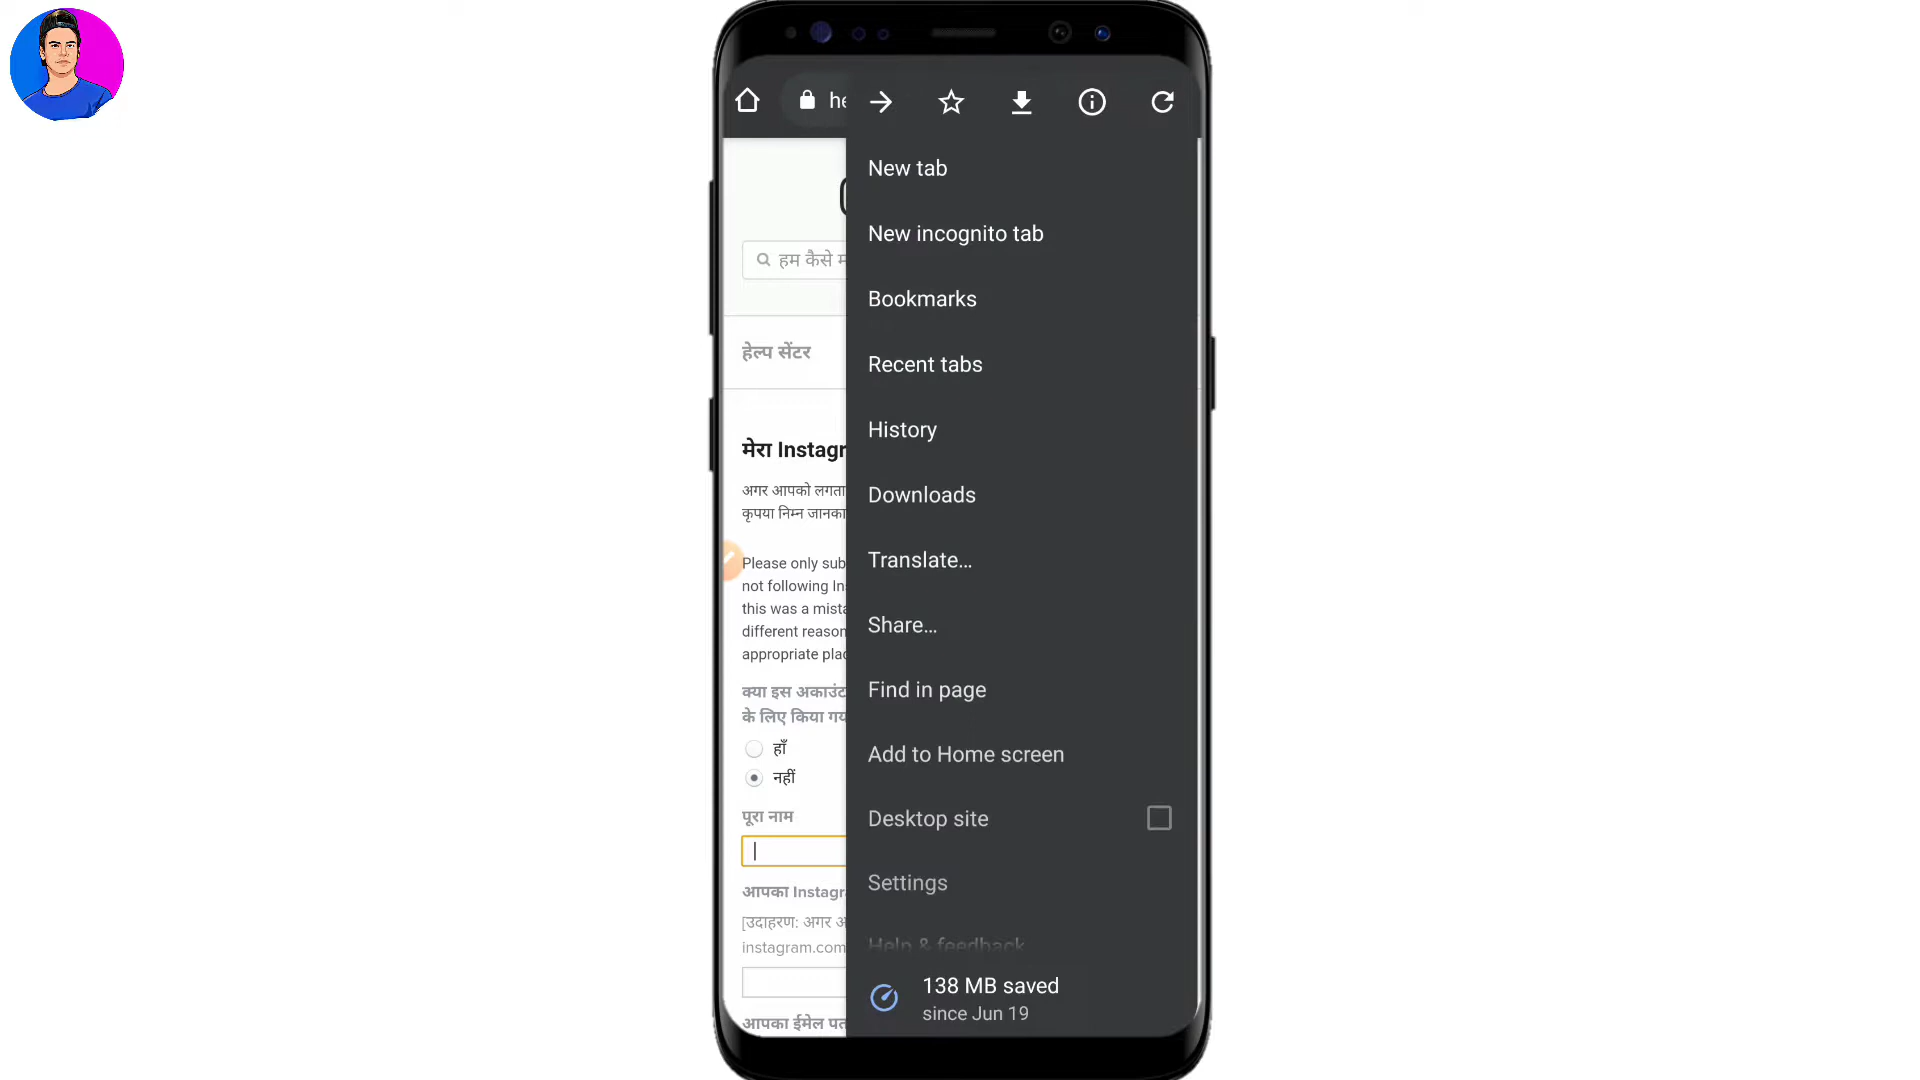 he
New tab
New incognito tab
Bookmarks
Recent tabs
History
Downloads
Translate...
Share...
Find in page
Add to Home screen
Desktop site
Settings
Help & feedback
138 MB saved
since Jun 19
हम कैसे म
हेल्प सेंटर
मेरा Instagr
अगर आपको लगता
कृपया निम्न जानका
Please only sub
not following In
this was a mista
different reason
appropriate plac
क्या इस अकाउंट
के लिए किया गय
हाँ
नहीं
पूरा नाम
आपका Instagr
[उदाहरण: अगर अ
instagram.com
आपका ईमेल पत